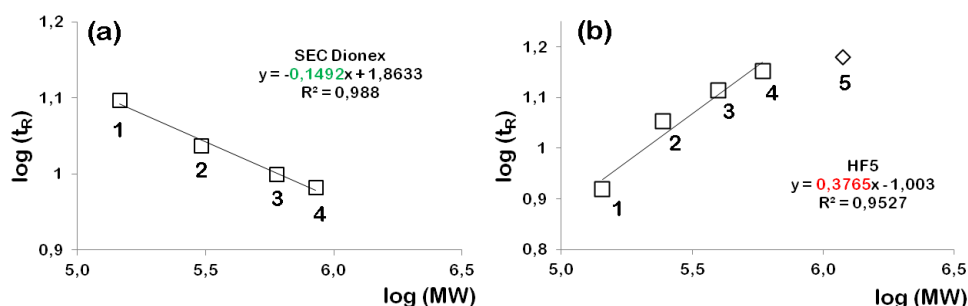 (a)
SEC Dionex
y = -0,1492x + 1,8633
R² = 0,988
log (tR)
1,2
1,1
1
0,9
1
2
3
4
5,0
5,5
6,0
6,5
log (MW)
(b)
HF5
y = 0,3765x - 1,003
R² = 0,9527
log (tR)
1,3
1,2
1,1
1
0,9
0,8
1
2
3
4
5
5,0
5,5
6,0
6,5
log (MW)